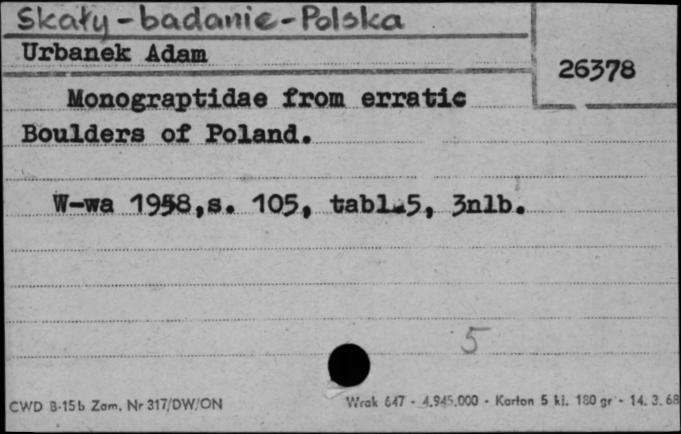 Skały-badanie-Polska
Urbanek Adam
26378
Monograptidae from erratic
Boulders of Poland.
W-wa 1958, s. 105, tabl.5, 3nlb.
5
CWD B-15b Zam. Nr 317/DW/ON
Wrak 647 - 4.945.000 - Karton 5 kl. 180 gr - 14. 3. 68